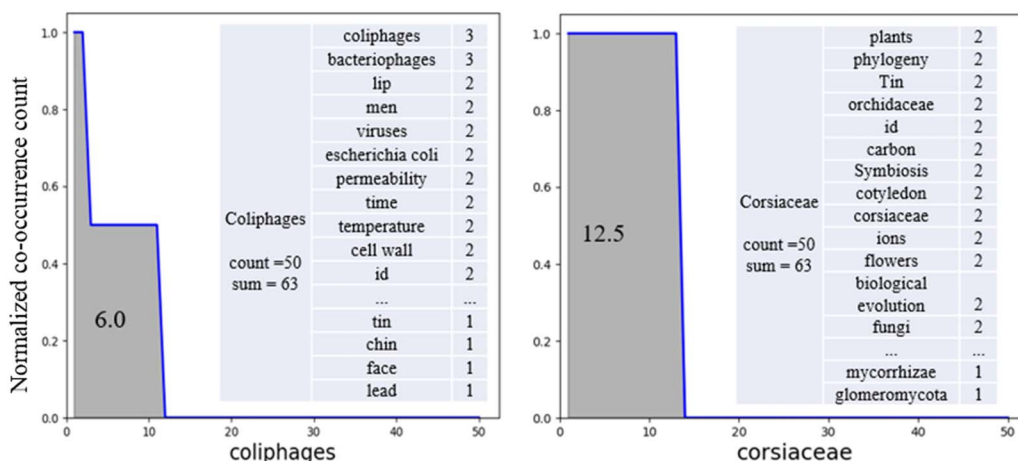 Normalized co-occurrence count
1.0
0.8
0.6
0.4
0.2
0.0
0
10
20
30
40
50
coliphages
6.0
Coliphages
count =50
sum = 63
coliphages 3
bacteriophages 3
lip 2
men 2
viruses 2
escherichia coli 2
permeability 2
time 2
temperature 2
cell wall 2
id 2
... ...
tin 1
chin 1
face 1
lead 1
1.0
0.8
0.6
0.4
0.2
0.0
0
10
20
30
40
50
corsiaceae
12.5
Corsiaceae
count =50
sum = 63
plants 2
phylogeny 2
Tin 2
orchidaceae 2
id 2
carbon 2
Symbiosis 2
cotyledon 2
corsiaceae 2
ions 2
flowers 2
biological
evolution 2
fungi 2
... ...
mycorrhizae 1
glomeromycota 1